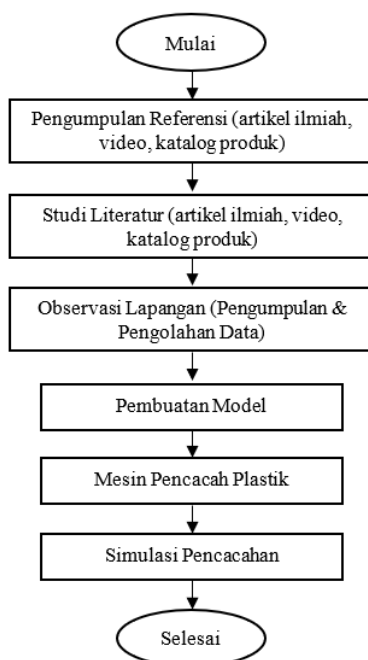 Mulai
Pengumpulan Referensi (artikel ilmiah,
video, katalog produk)
Studi Literatur (artikel ilmiah, video,
katalog produk)
Observasi Lapangan (Pengumpulan &
Pengolahan Data)
Pembuatan Model
Mesin Pencacah Plastik
Simulasi Pencacahan
Selesai